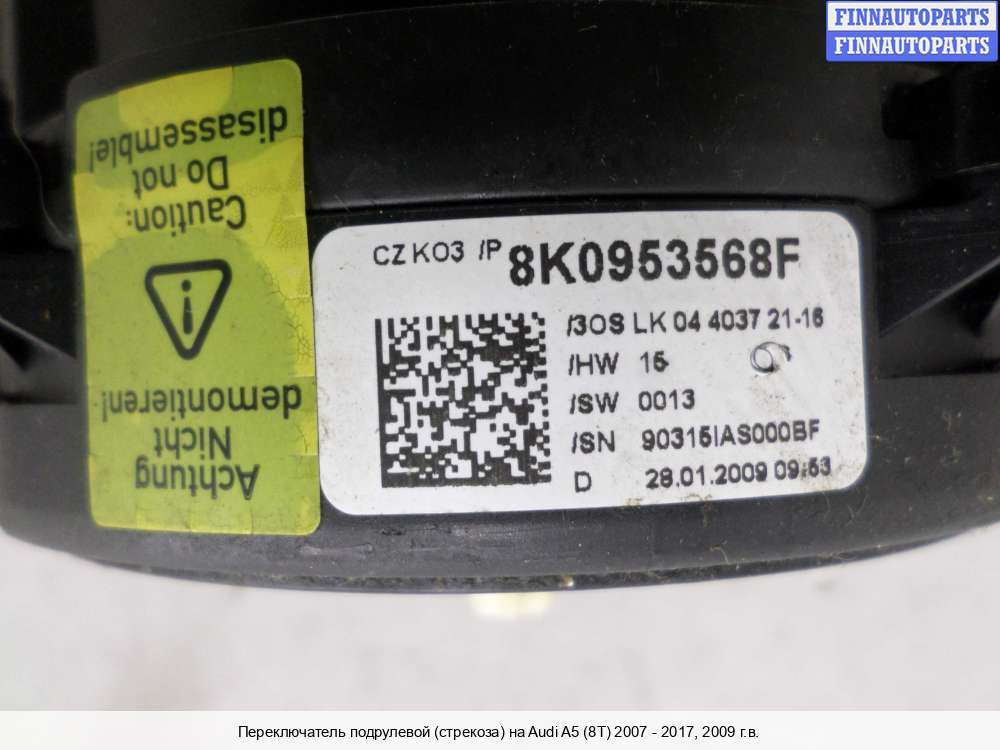 FINNAUTOPARTS
FINNAUTOPARTS
Achtung
Nicht
demontieren!
Caution:
Do not
disassemble!
CZ K03 /P 8K0953568F
/3OS LK 04 4037 21-16
/HW 15
/SW 0013
/SN 90315IAS000BF
D 28.01.2009 09:53
Переключатель подрулевой (стрекоза) на Audi A5 (8T) 2007 - 2017, 2009 г.в.